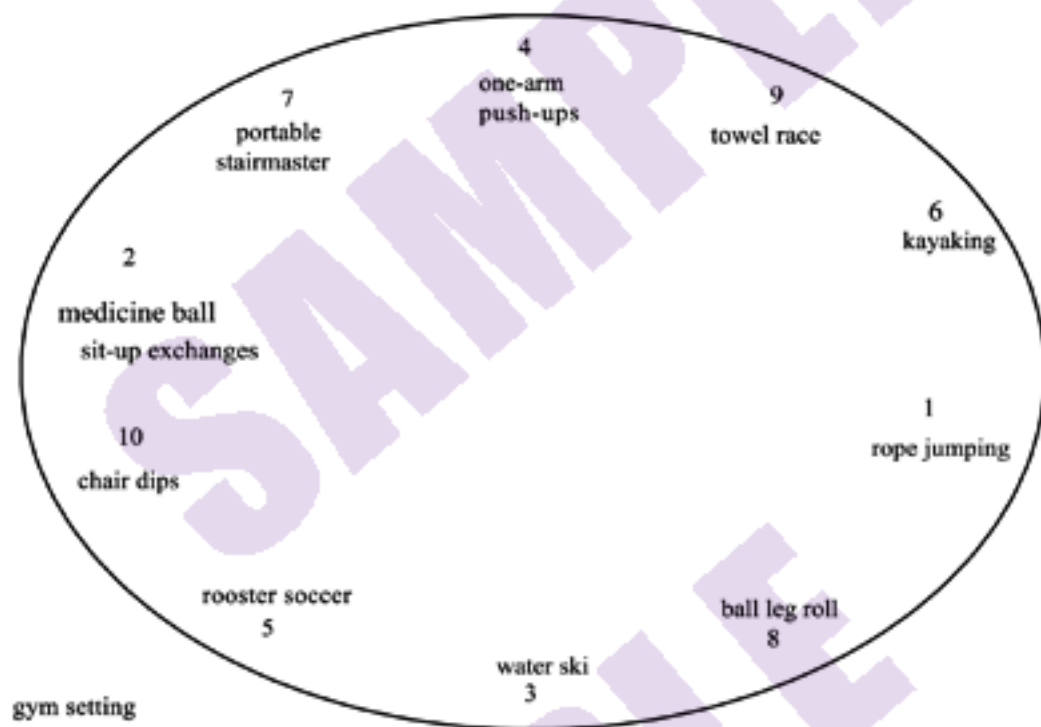 4
one-arm
push-ups
7
portable
stairmaster
9
towel race
6
kayaking
2
medicine ball
sit-up exchanges
1
rope jumping
10
chair dips
rooster soccer
5
ball leg roll
8
water ski
3
gym setting
SAMPLE